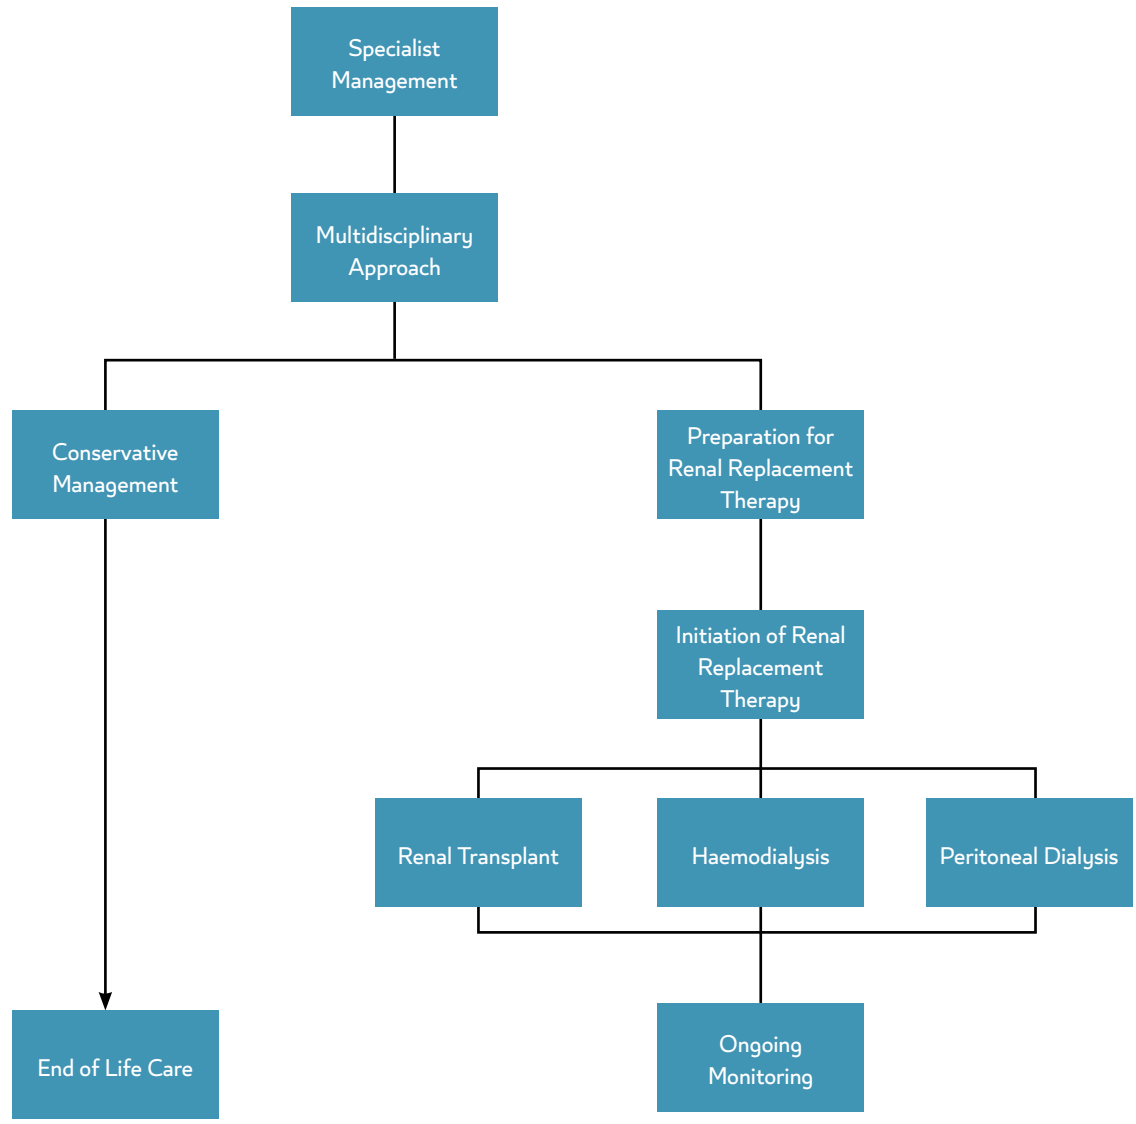 Specialist
Management
Multidisciplinary
Approach
Conservative
Management
Preparation for
Renal Replacement
Therapy
Initiation of Renal
Replacement
Therapy
Renal Transplant
Haemodialysis
Peritoneal Dialysis
End of Life Care
Ongoing
Monitoring